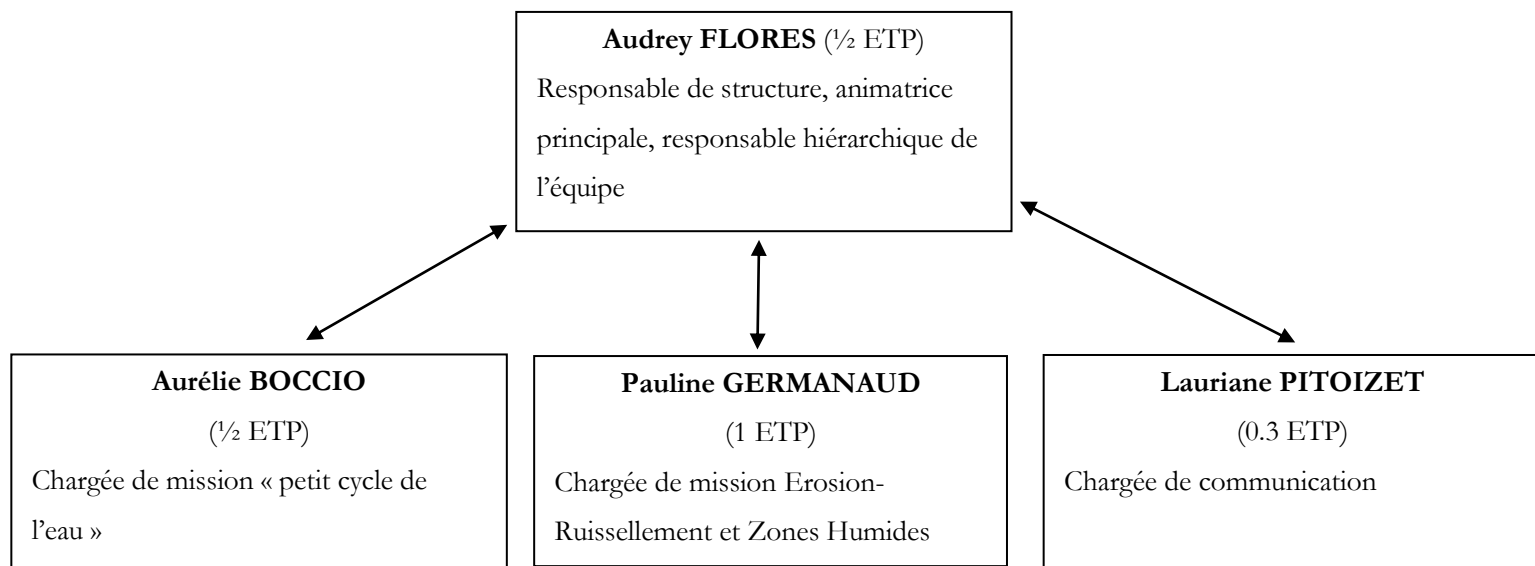 Audrey FLORES (½ ETP)
Responsable de structure, animatrice
principale, responsable hiérarchique de
l’équipe
Aurélie BOCCIO
(½ ETP)
Chargée de mission « petit cycle de
l’eau »
Pauline GERMANAUD
(1 ETP)
Chargée de mission Erosion-
Ruissellement et Zones Humides
Lauriane PITOIZET
(0.3 ETP)
Chargée de communication